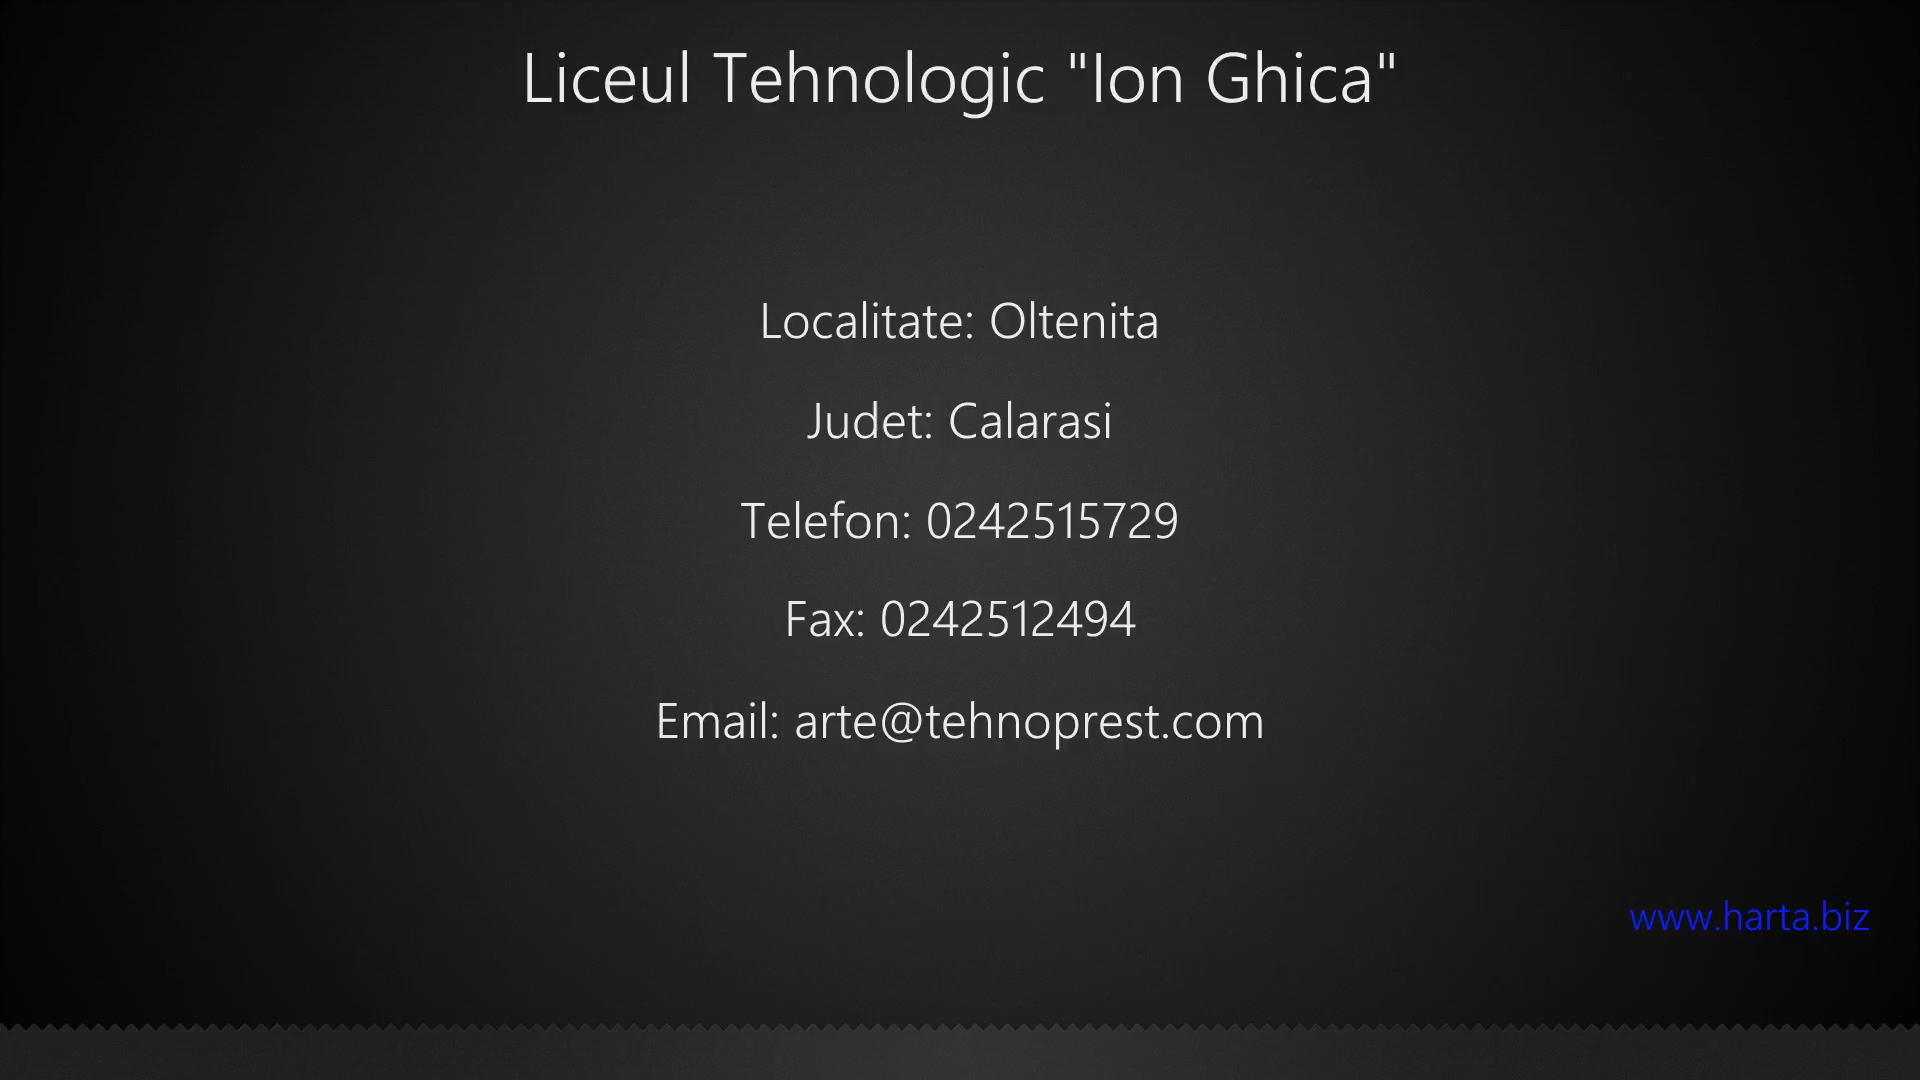 Liceul Tehnologic "Ion Ghica"
Localitate: Oltenita
Judet: Calarasi
Telefon: 0242515729
Fax: 0242512494
Email: arte@tehnoprest.com
www.harta.biz